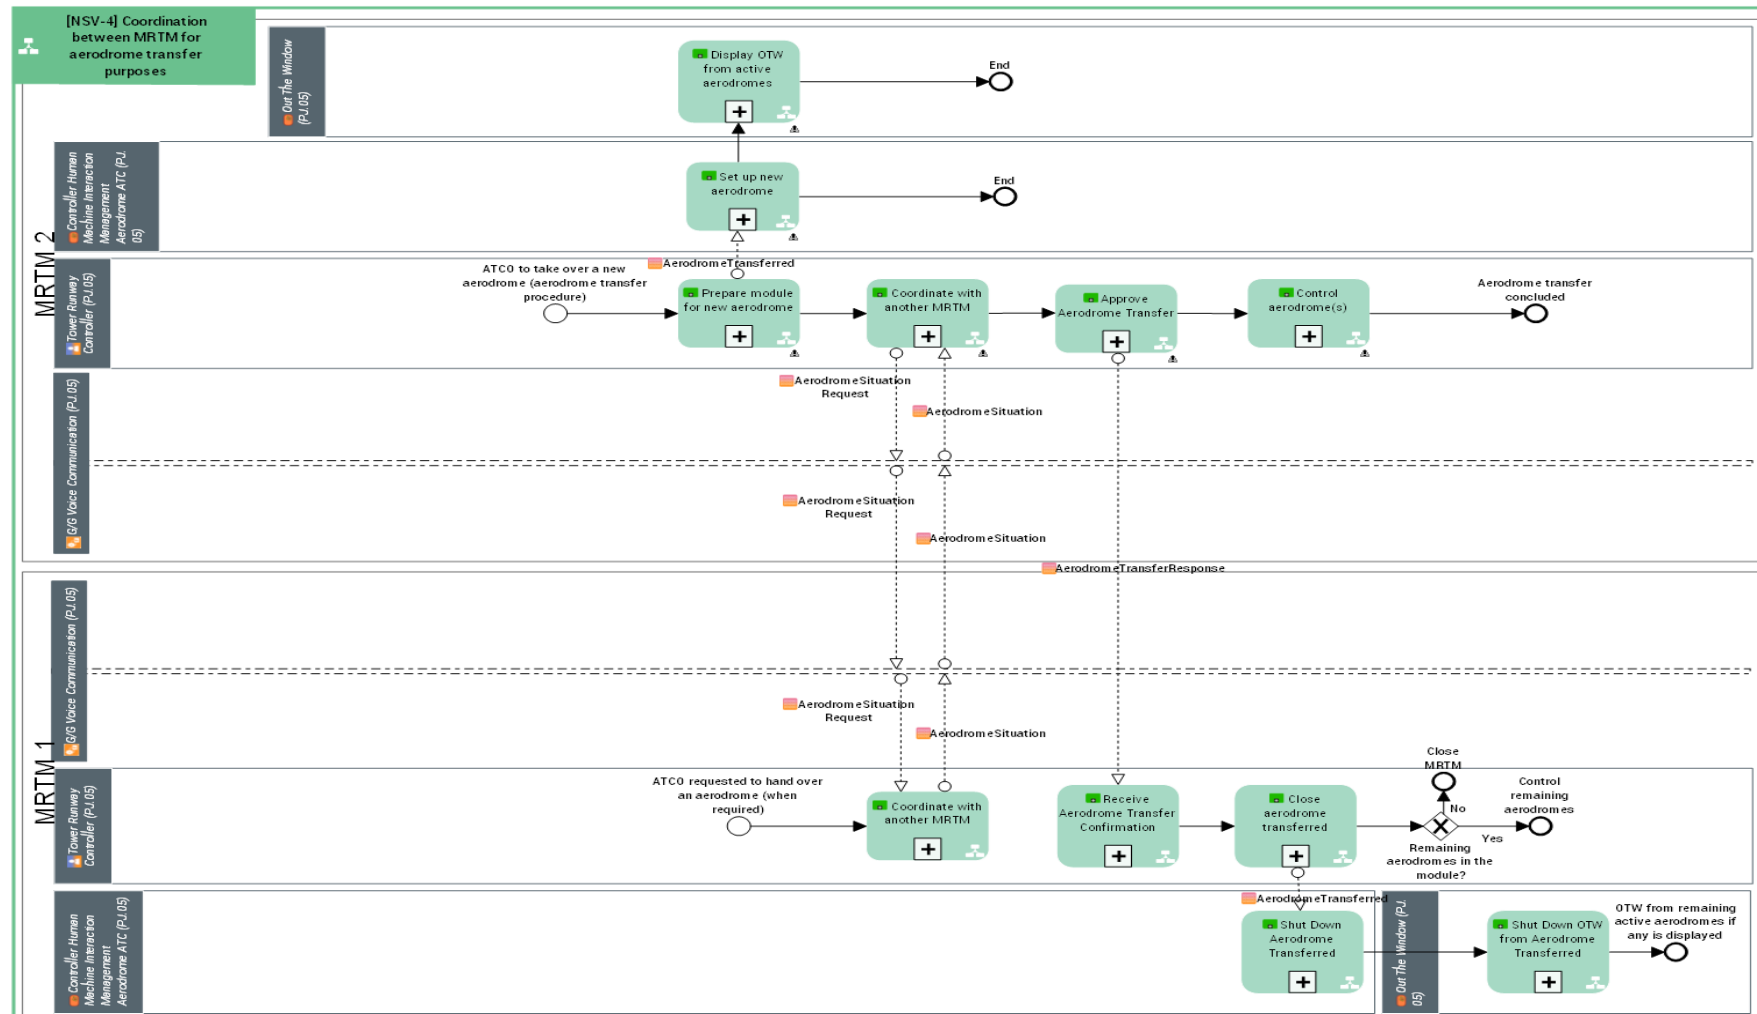 [NSV-4] Coordination
between MRTM for
aerodrome transfer
purposes
MRTM 2
Out The Window
(PJ.05)
Display OTW
from active
aerodromes
End
Controller Human
Machine Interaction
Management
Aerodrome ATC (PJ.
05)
Set up new
aerodrome
End
AerodromeTransferred
Tower Runway
Controller (PJ.05)
ATCO to take over a new
aerodrome (aerodrome transfer
procedure)
Prepare module
for new aerodrome
Coordinate with
another MRTM
Approve
Aerodrome Transfer
Control
aerodrome(s)
Aerodrome transfer
concluded
G/G Voice Communication (PJ.05)
AerodromeSituation
Request
AerodromeSituation
AerodromeSituation
Request
AerodromeSituation
AerodromeTransferResponse
MRTM 1
G/G Voice Communication (PJ.05)
AerodromeSituation
Request
AerodromeSituation
Tower Runway
Controller (PJ.05)
ATCO requested to hand over
an aerodrome (when
required)
Coordinate with
another MRTM
Receive
Aerodrome Transfer
Confirmation
Close
aerodrome
transferred
Close
MRTM
No
Yes
Remaining
aerodromes in the
module?
Control
remaining
aerodromes
AerodromeTransferred
Controller Human
Machine Interaction
Management
Aerodrome ATC (PJ.05)
Shut Down
Aerodrome
Transferred
Out The Window (PJ.
05)
Shut Down OTW
from Aerodrome
Transferred
OTW from remaining
active aerodromes if
any is displayed